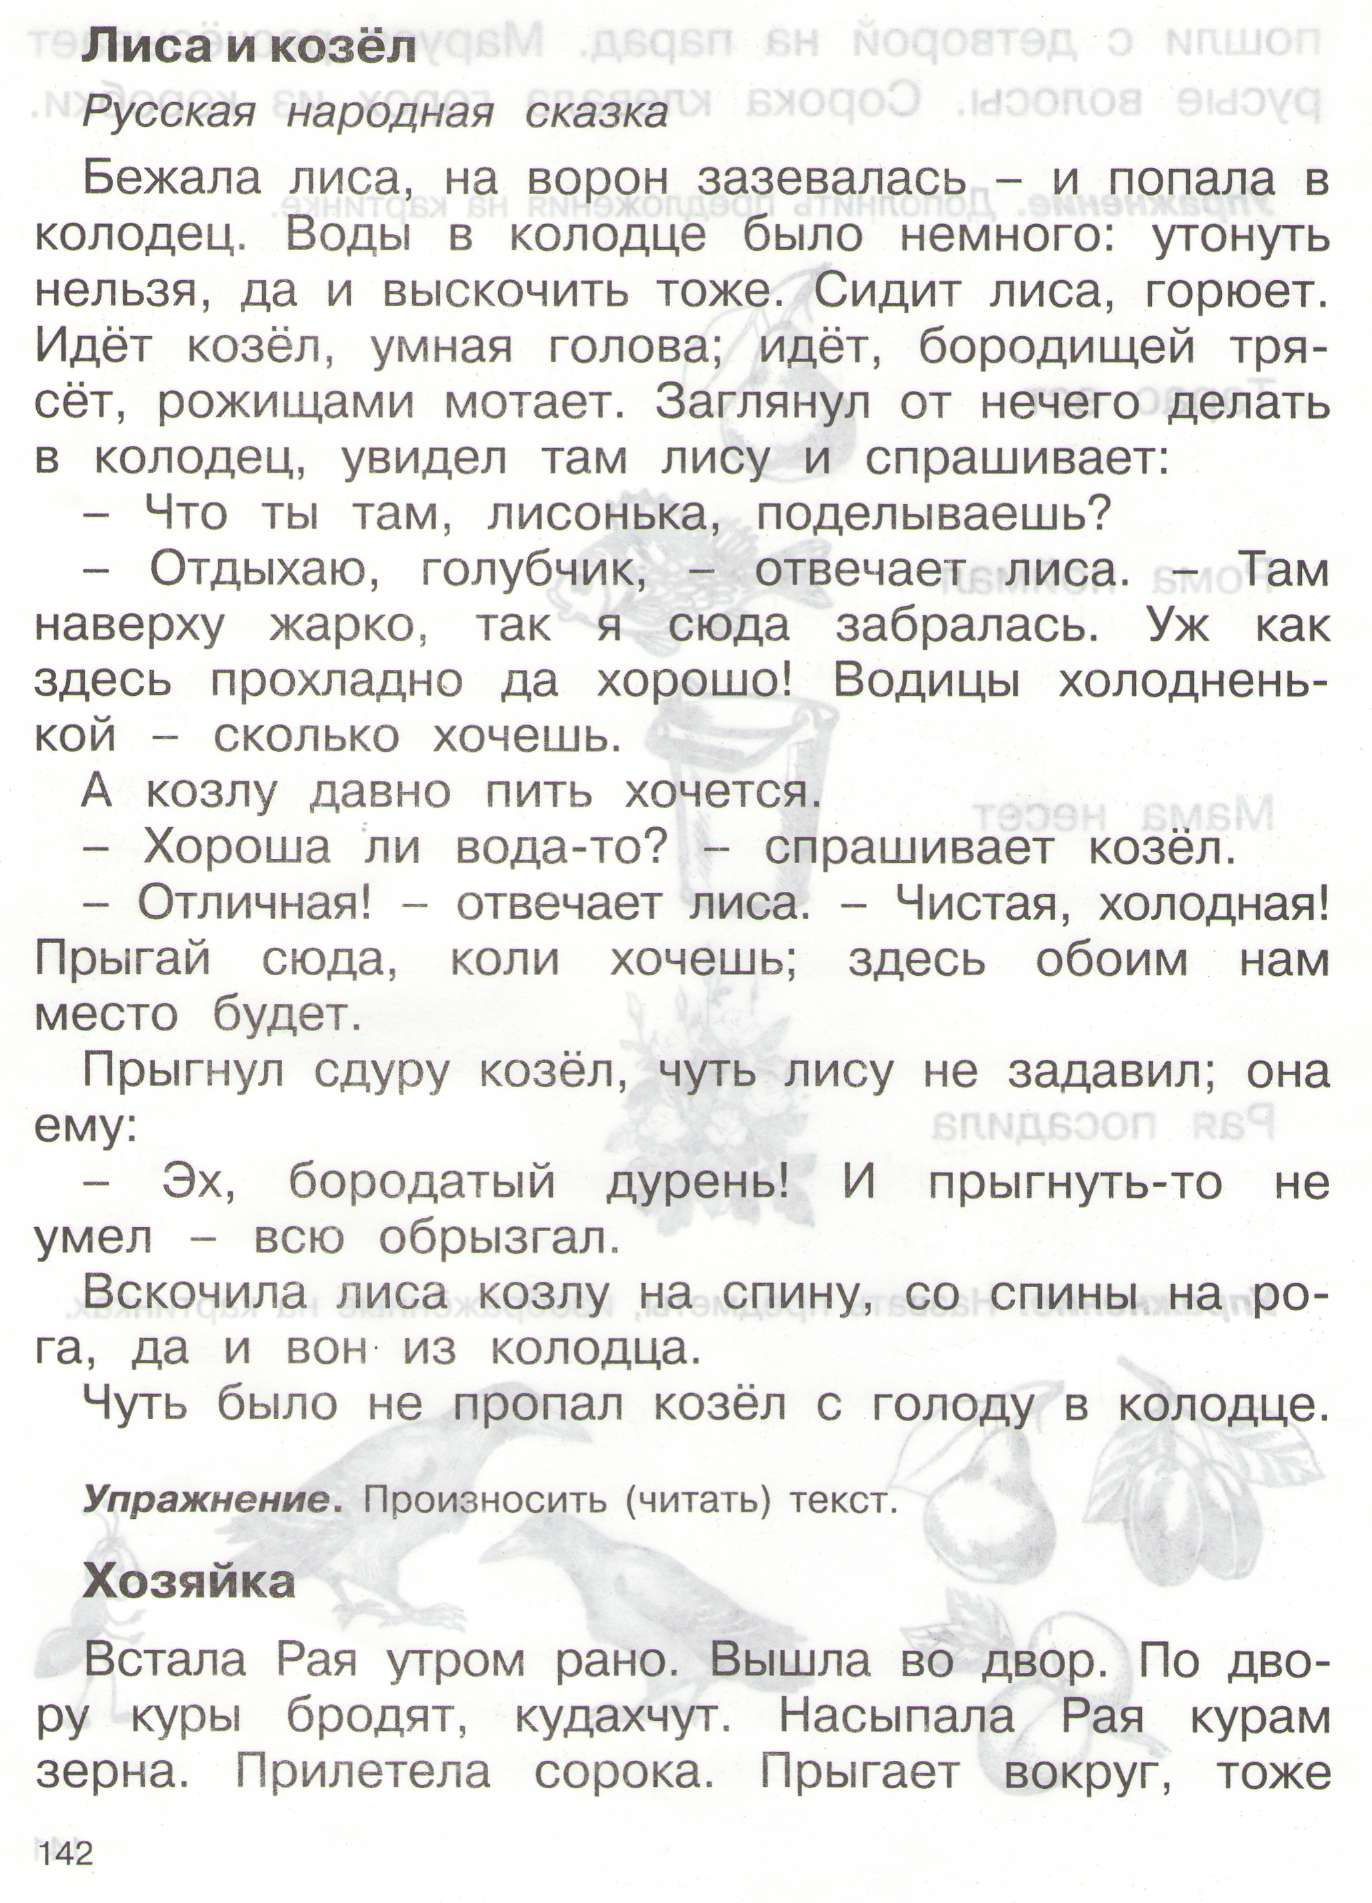 Лиса и козёл
Русская народная сказка
Бежала лиса, на ворон зазевалась – и попала в
колодец. Воды в колодце было немного: утонуть
нельзя, да и выскочить тоже. Сидит лиса, горюет.
Идёт козёл, умная голова; идёт, бородищей тря-
сёт, рожищами мотает. Заглянул от нечего делать
в колодец, увидел там лису и спрашивает:
– Что ты там, лисонька, поделываешь?
– Отдыхаю, голубчик, – отвечает лиса. – Там
наверху жарко, так я сюда забралась. Уж как
здесь прохладно да хорошо! Водицы холоднень-
кой – сколько хочешь.
А козлу давно пить хочется.
– Хороша ли вода-то? – спрашивает козёл.
– Отличная! – отвечает лиса. – Чистая, холодная!
Прыгай сюда, коли хочешь; здесь обоим нам
место будет.
Прыгнул сдуру козёл, чуть лису не задавил; она
ему:
– Эх, бородатый дурень! И прыгнуть-то не
умел – всю обрызгал.
Вскочила лиса козлу на спину, со спины на ро-
га, да и вон из колодца.
Чуть было не пропал козёл с голоду в колодце.
Упражнение. Произносить (читать) текст.
Хозяйка
Встала Рая утром рано. Вышла во двор. По дво-
ру куры бродят, кудахчут. Насыпала Рая курам
зерна. Прилетела сорока. Прыгает вокруг, тоже
142